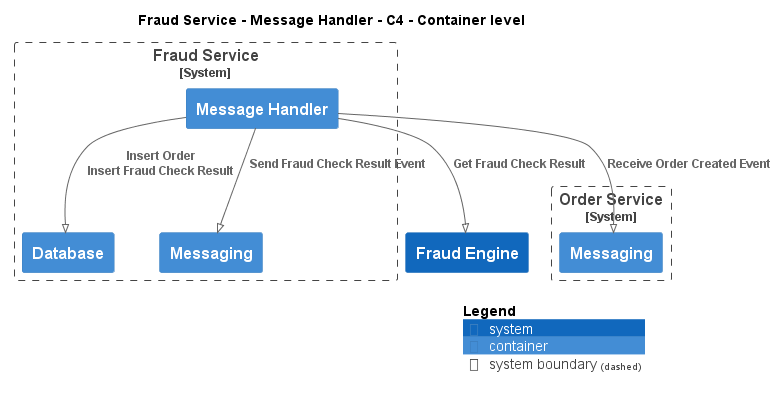 Fraud Service - Message Handler - C4 - Container level
Fraud Service
[System]
Message Handler
Insert Order
Insert Fraud Check Result
Send Fraud Check Result Event
Get Fraud Check Result
Receive Order Created Event
Order Service
[System]
Database
Messaging
Fraud Engine
Messaging
Legend
system
container
system boundary (dashed)